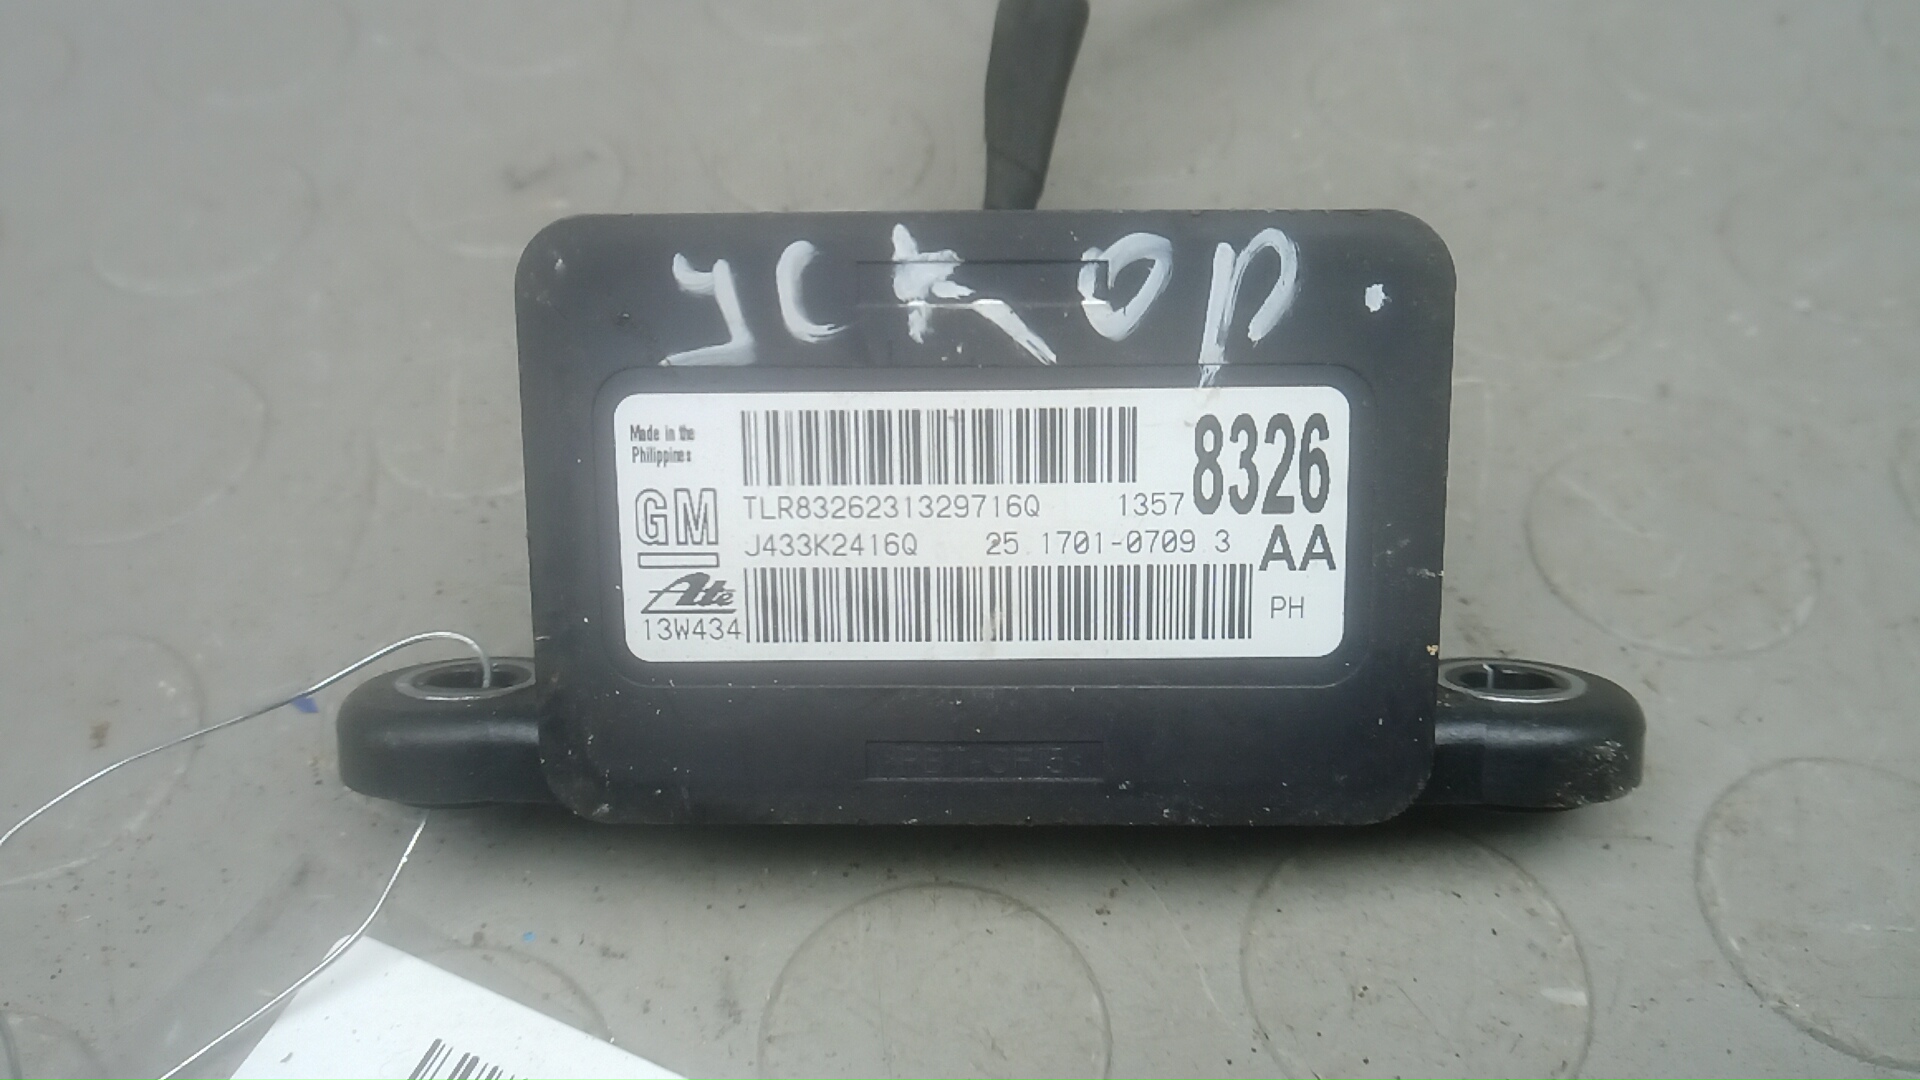 УСКОР.
Made in the
Philippines
GM
TLR8326231329716Q 1357 8326
J433K2416Q 25.1701-0709.3 AA
Ate
13W434
PH